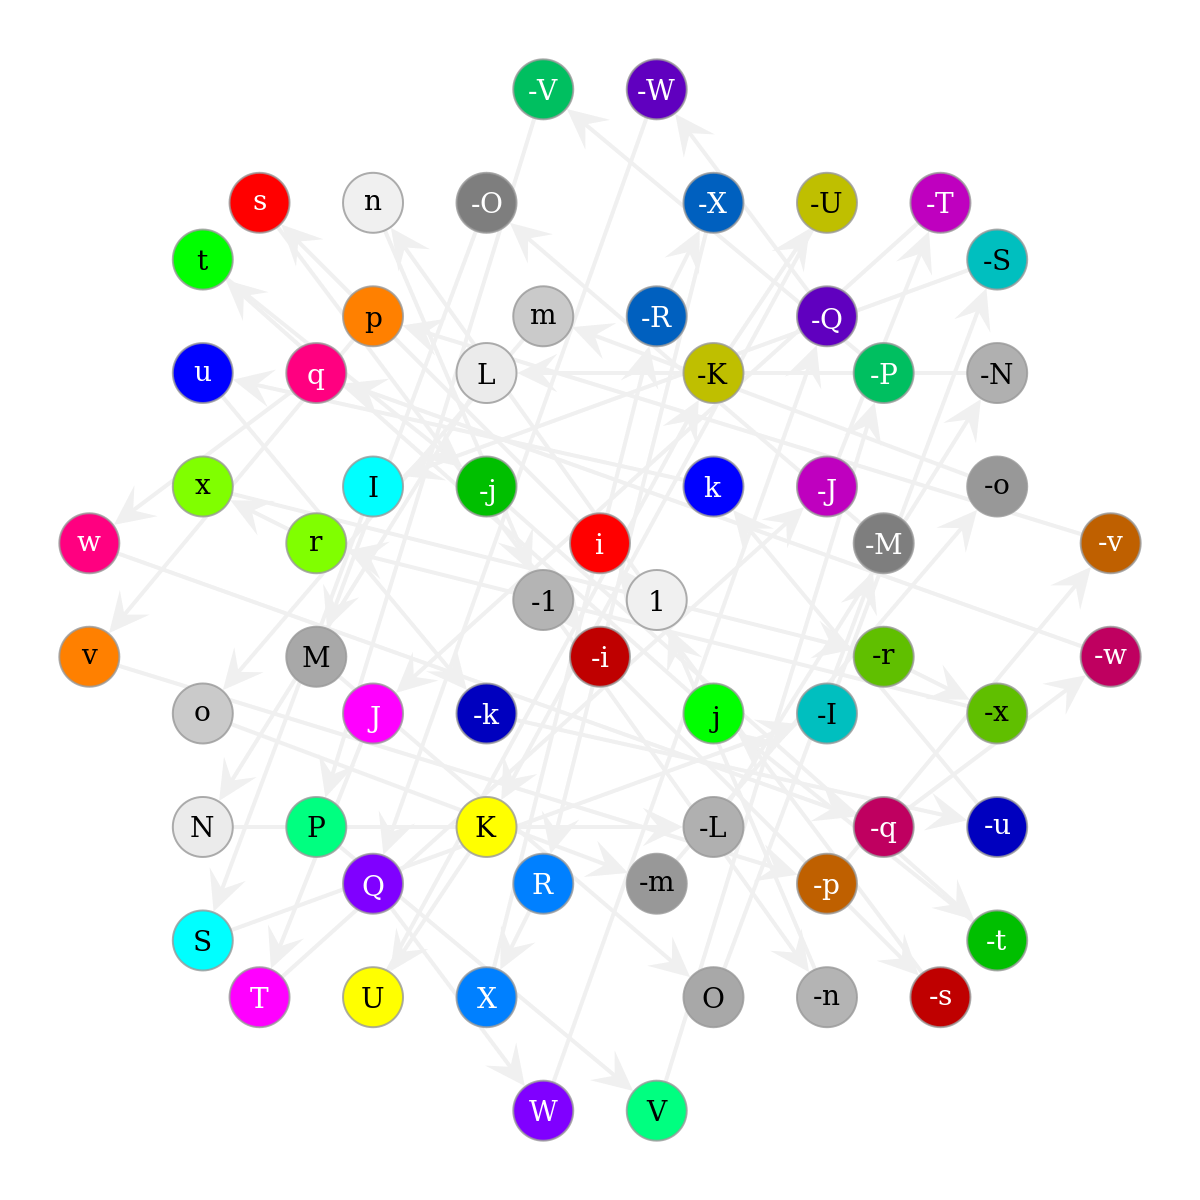 -V -W
s n -O -X -U -T
t -S
p m -R -Q
u q L -K -P -N
x I -j k -J -o
w r i -M -v
-1 1
v M -i -r -w
o J -k j -I -x
N P K -L -q -u
Q R -m -p
S -t
T U X O -n -s
W V